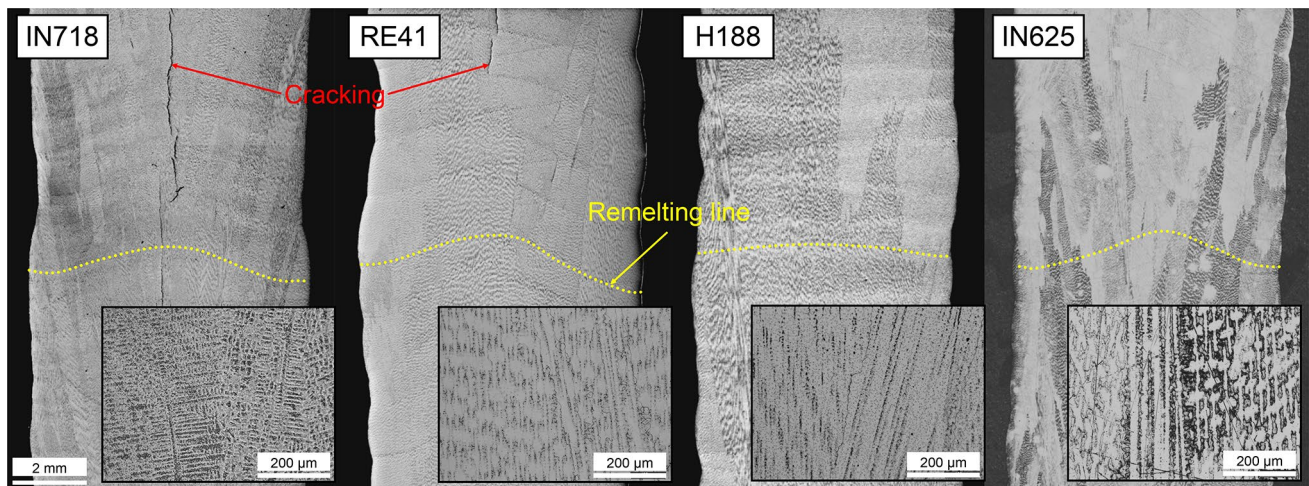 IN718
RE41
H188
IN625
Cracking
Remelting line
2 mm
200 µm
200 µm
200 µm
200 µm